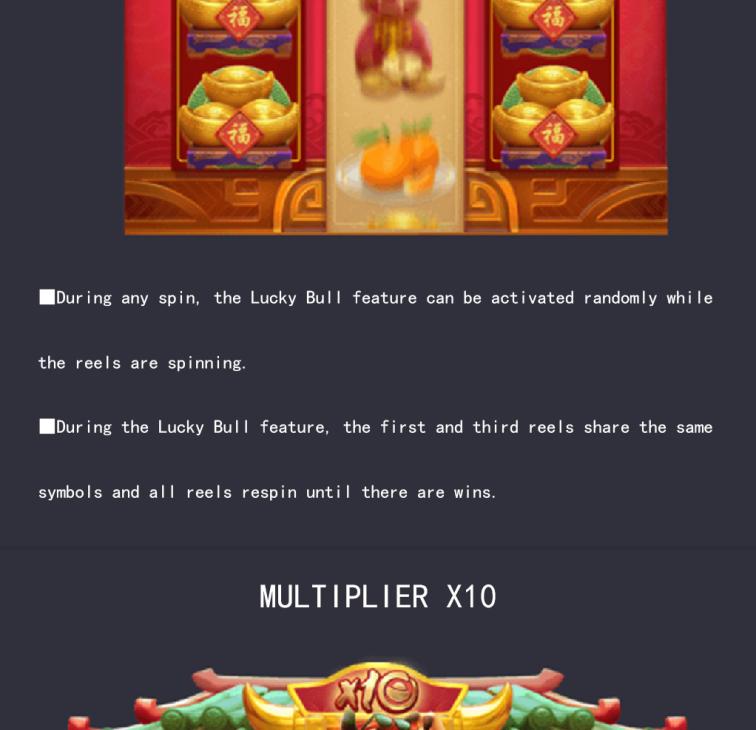 福 福
福 福
■During any spin, the Lucky Bull feature can be activated randomly while
the reels are spinning.
■During the Lucky Bull feature, the first and third reels share the same
symbols and all reels respin until there are wins.
MULTIPLIER X10
x10